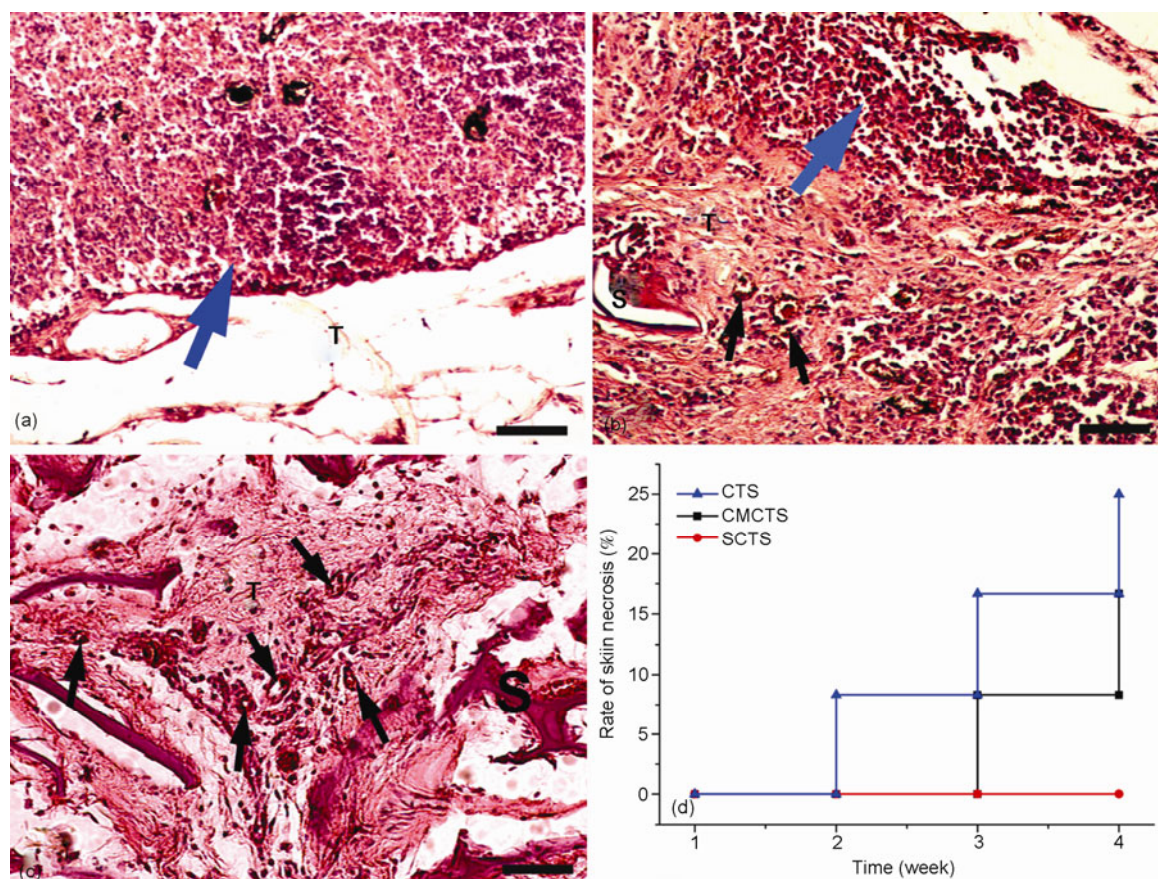 T
(a)
T
S
(b)
T
S
(c)
CTS
CMCTS
SCTS
Rate of skiin necrosis (%)
25
20
15
10
5
0
(d)
1
2
3
4
Time (week)